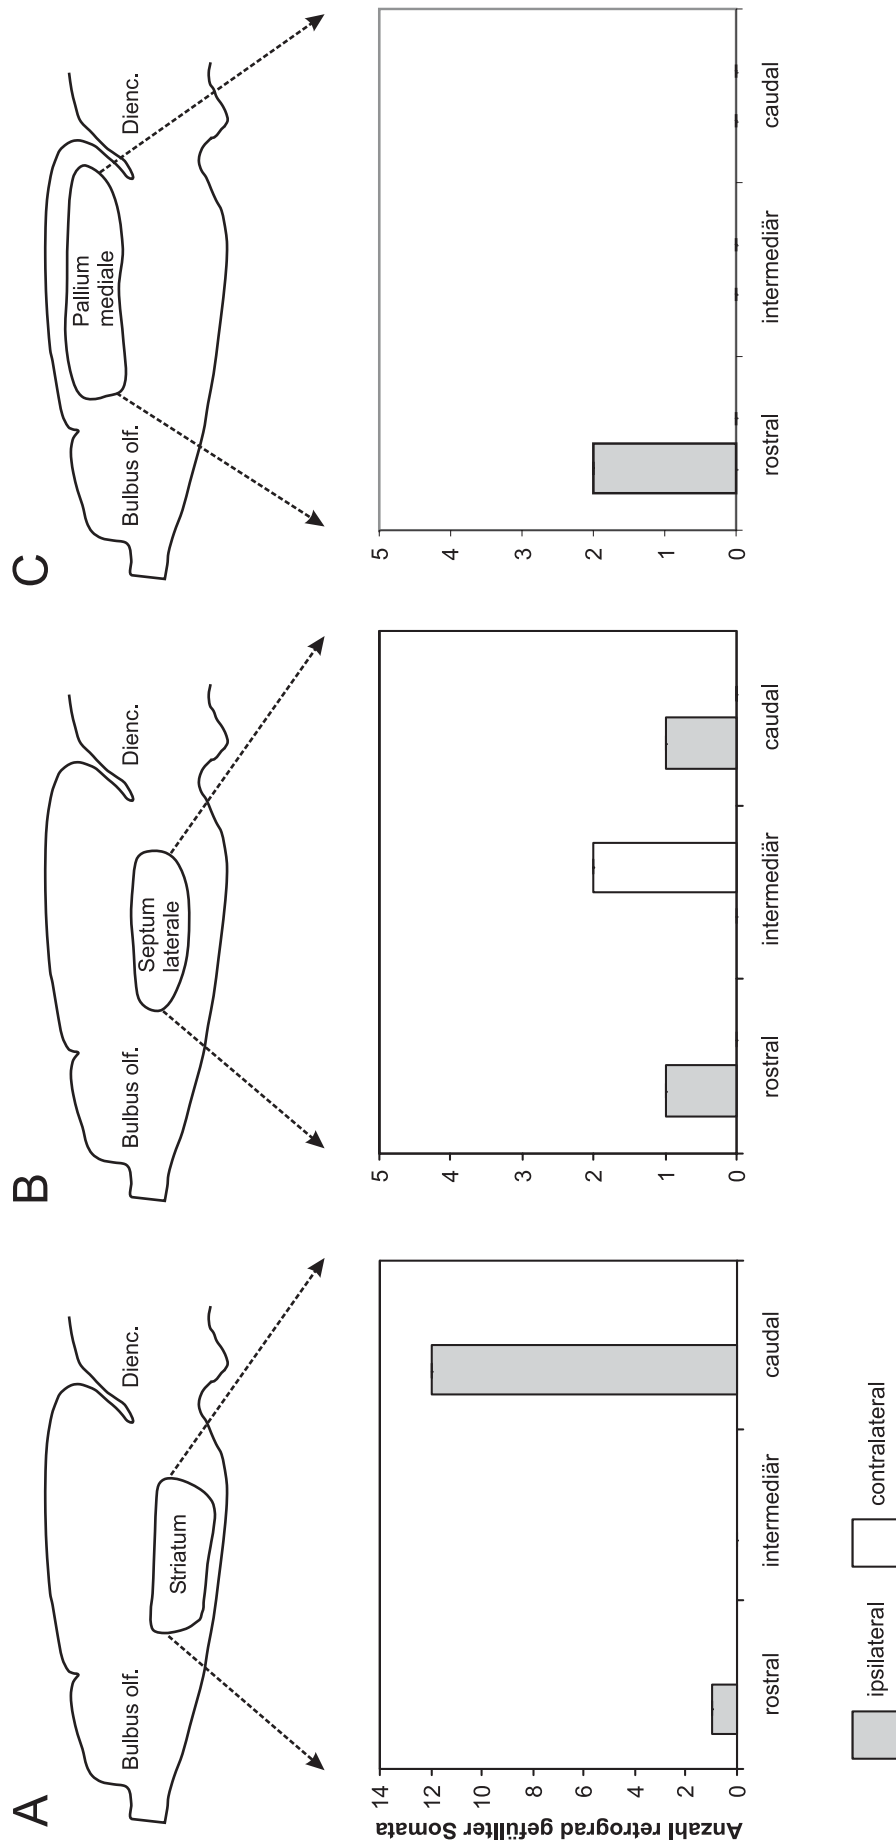 A
Bulbus olf.
Dienc.
Striatum
Anzahl retrograd gefüllter Somata
14
12
10
8
6
4
2
0
rostral
intermediär
caudal
B
Bulbus olf.
Dienc.
Septum
laterale
5
4
3
2
1
0
rostral
intermediär
caudal
C
Bulbus olf.
Dienc.
Pallium
mediale
5
4
3
2
1
0
rostral
intermediär
caudal
ipsilateral
contralateral